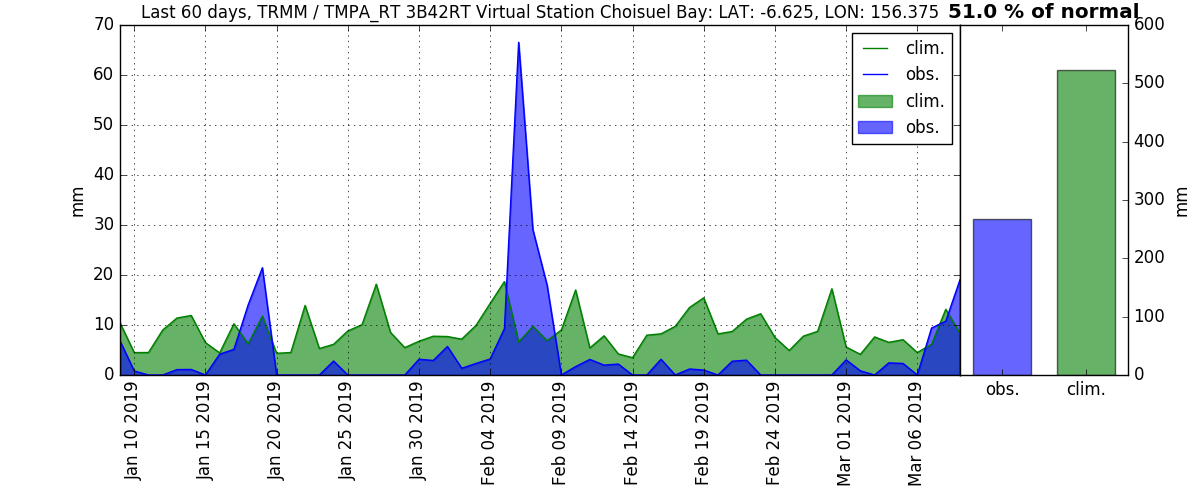 Last 60 days, TRMM / TMPA_RT 3B42RT Virtual Station Choisuel Bay: LAT: -6.625, LON: 156.375 51.0 % of normal
70
60
50
40
30
20
10
0
mm
clim.
obs.
clim.
obs.
600
500
400
300
200
100
0
mm
Jan 10 2019
Jan 15 2019
Jan 20 2019
Jan 25 2019
Jan 30 2019
Feb 04 2019
Feb 09 2019
Feb 14 2019
Feb 19 2019
Feb 24 2019
Mar 01 2019
Mar 06 2019
obs.
clim.